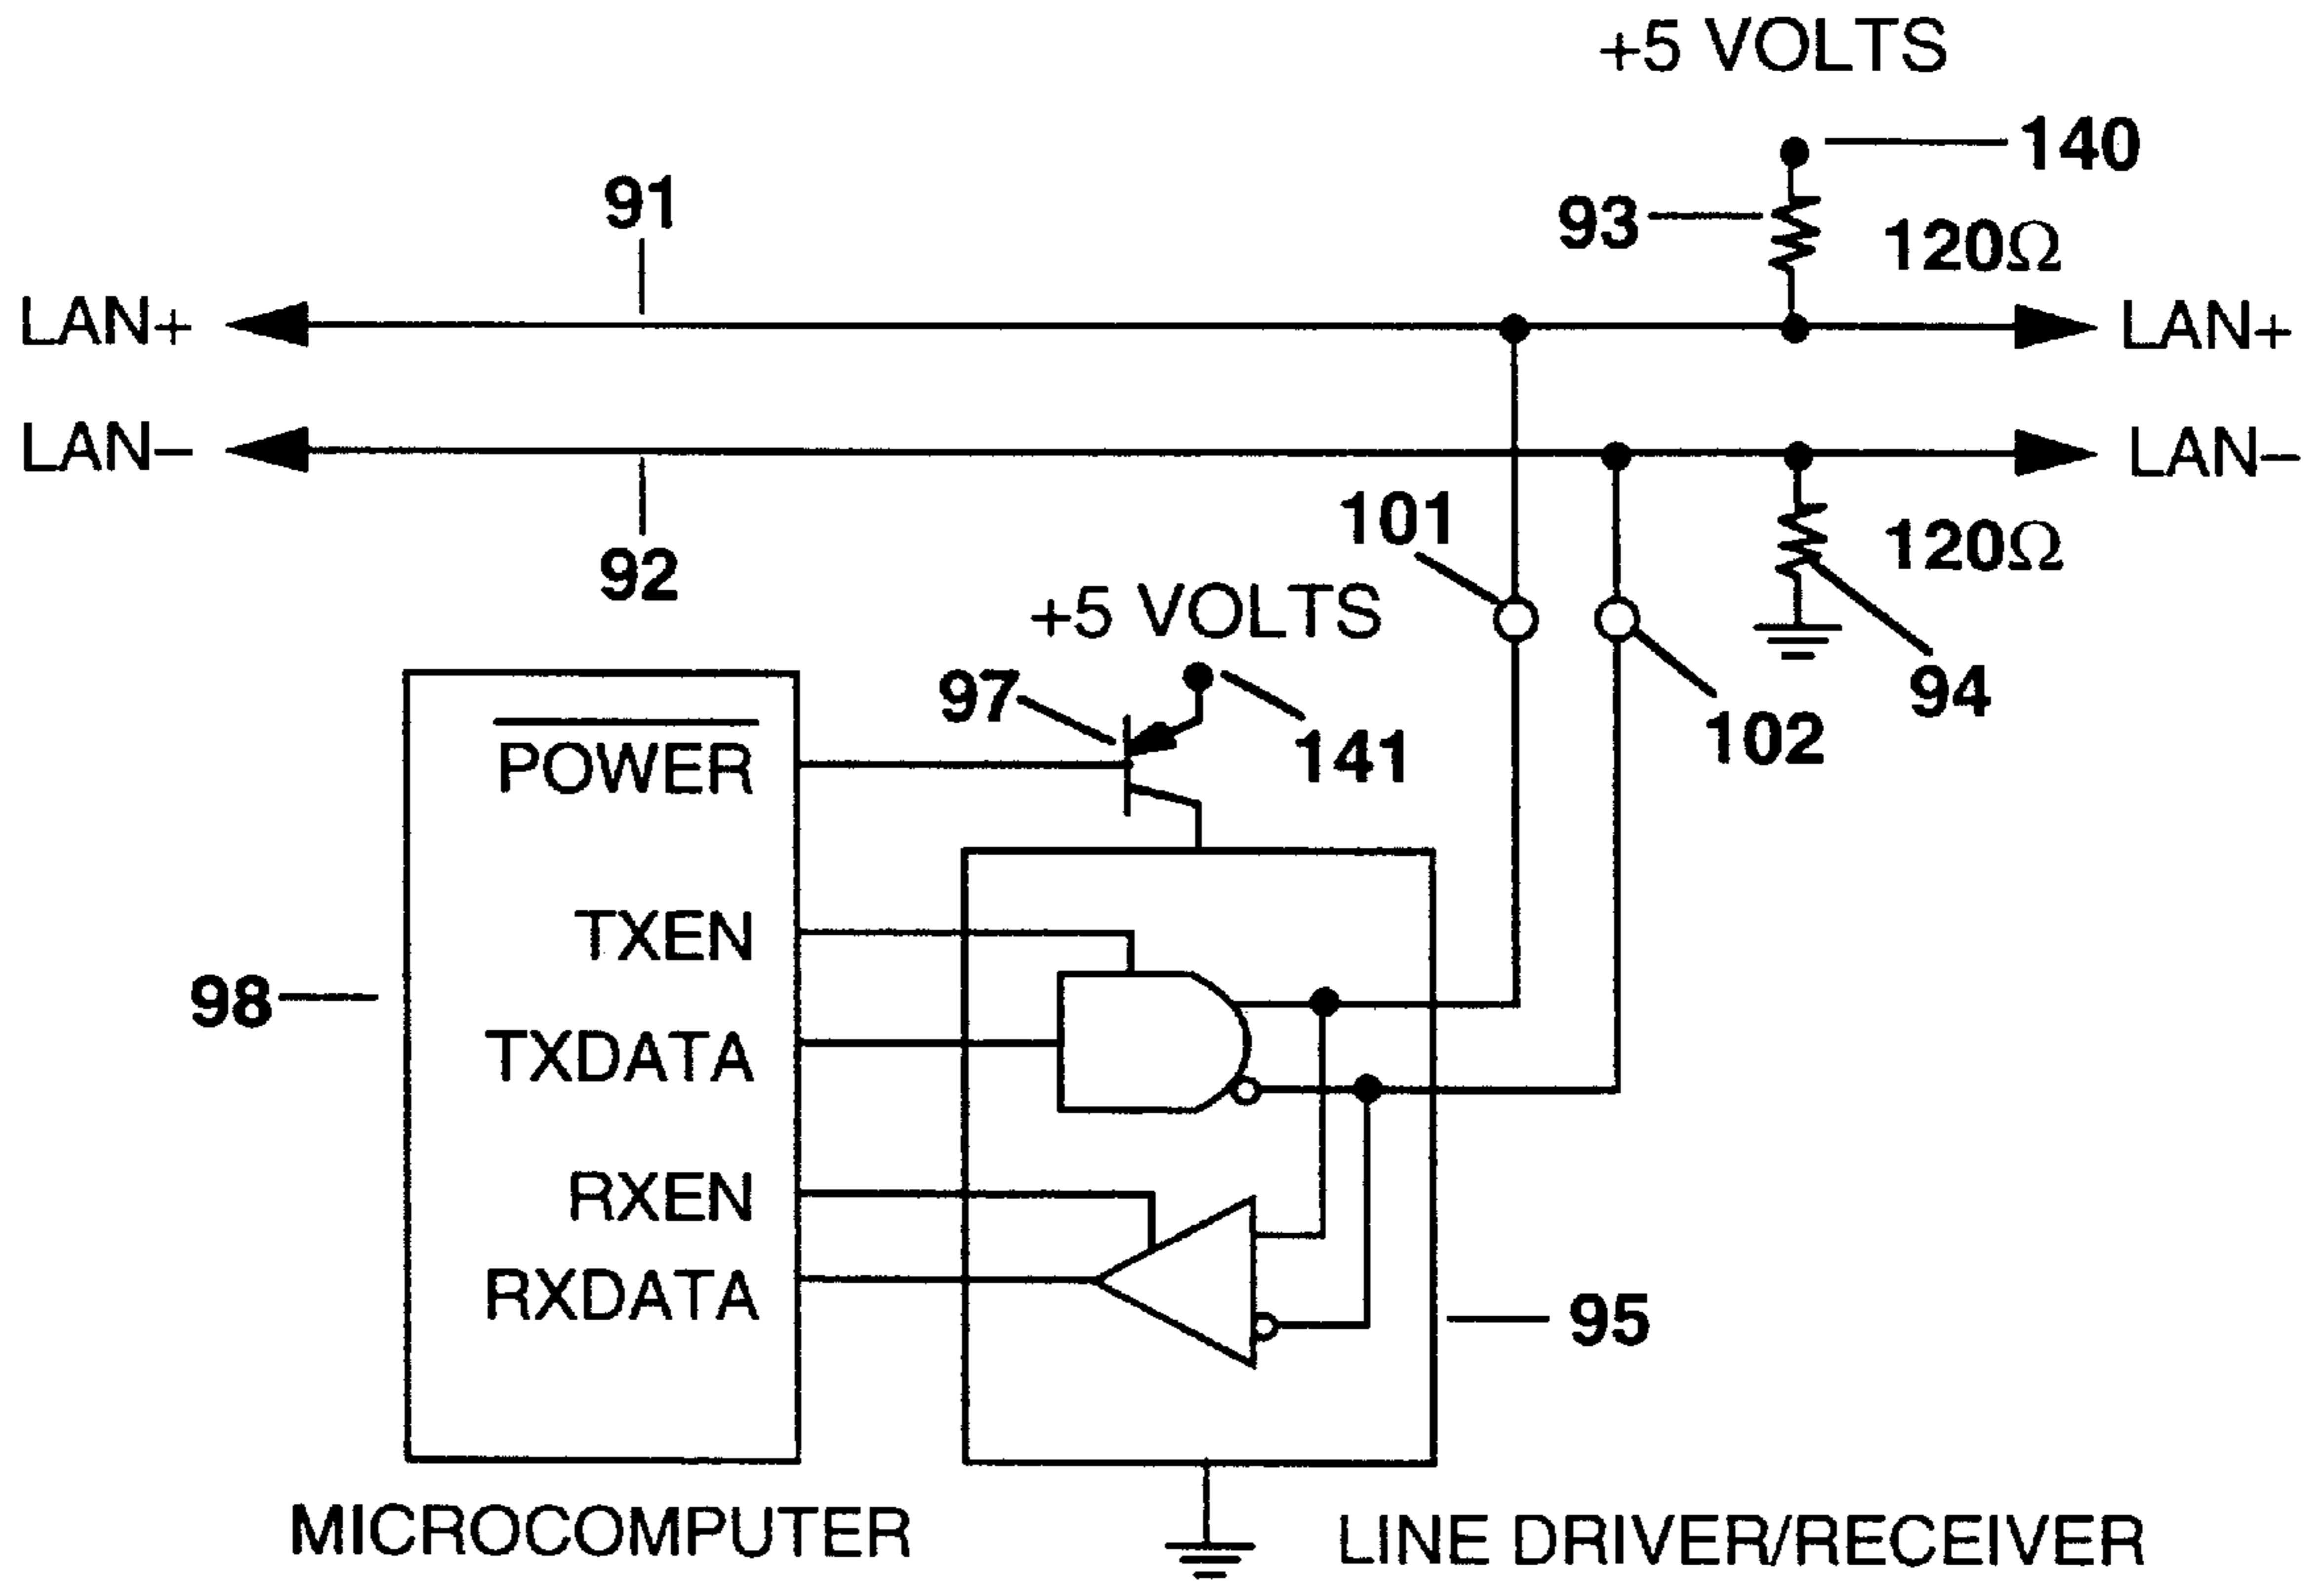 +5 VOLTS
140
91
93
120Ω
LAN+
LAN+
LAN–
LAN–
101
120Ω
92
+5 VOLTS
97
94
102
141
POWER
TXEN
98
TXDATA
RXEN
RXDATA
95
MICROCOMPUTER
LINE DRIVER/RECEIVER